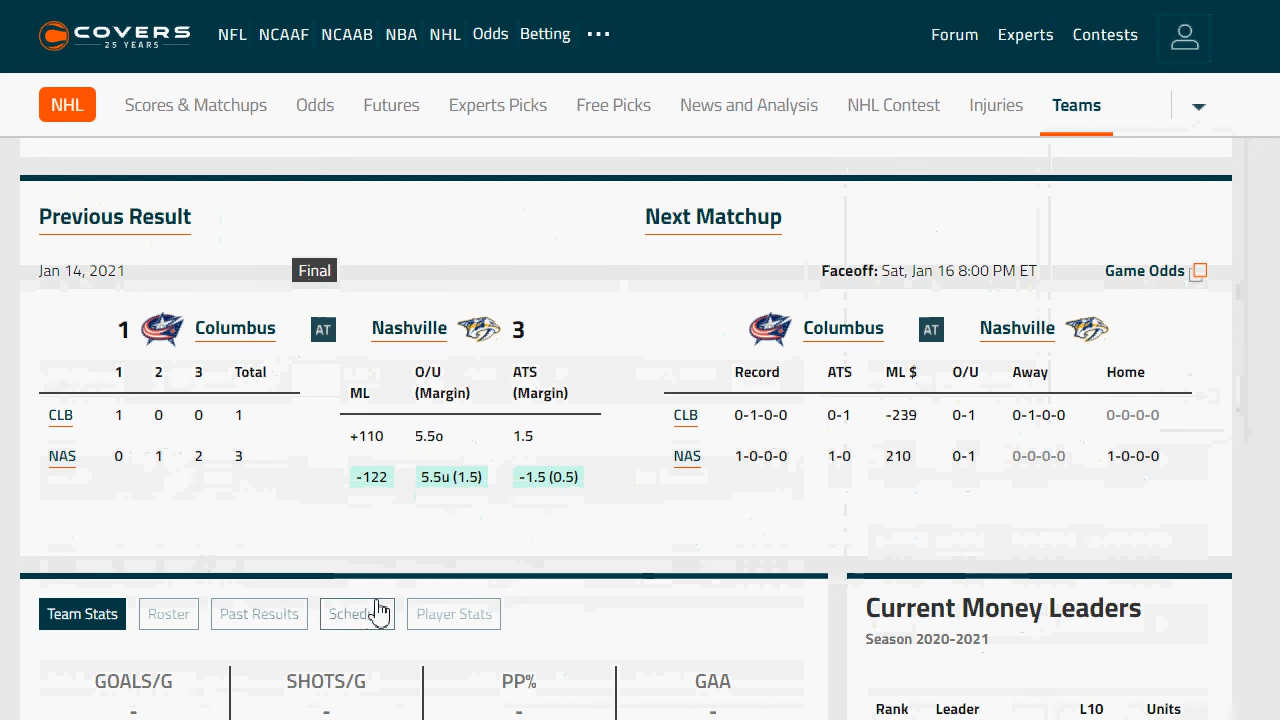 COVERS
25 YEARS
NFL NCAAF NCAAB NBA NHL Odds Betting ...
Forum Experts Contests
NHL Scores & Matchups Odds Futures Experts Picks Free Picks News and Analysis NHL Contest Injuries Teams
Previous Result
Next Matchup
Jan 14, 2021 Final
Faceoff: Sat, Jan 16 8:00 PM ET Game Odds
1 Columbus AT Nashville 3
Columbus AT Nashville
1 2 3 Total
CLB 1 0 0 1
NAS 0 1 2 3
ML O/U (Margin) ATS (Margin)
+110 5.5o 1.5
-122 5.5u (1.5) -1.5 (0.5)
Record ATS ML $ O/U Away Home
CLB 0-1-0-0 0-1 -239 0-1 0-1-0-0 0-0-0-0
NAS 1-0-0-0 1-0 210 0-1 0-0-0-0 1-0-0-0
Team Stats Roster Past Results Player Stats
GOALS/G SHOTS/G PP% GAA
- - - -
Current Money Leaders
Season 2020-2021
Rank Leader L10 Units